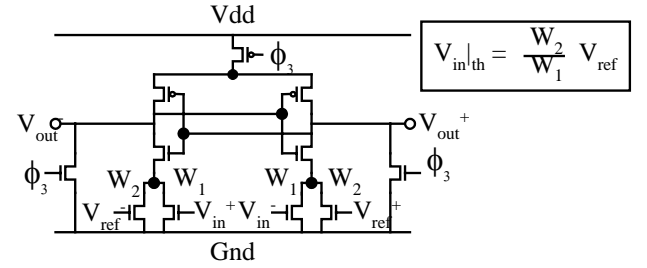 Vdd
ϕ3
Vin|th = W2/W1 Vref
Vout-
Vout+
ϕ3
ϕ3
W2 W1 W1 W2
Vref- Vin+ Vin- Vref+
Gnd